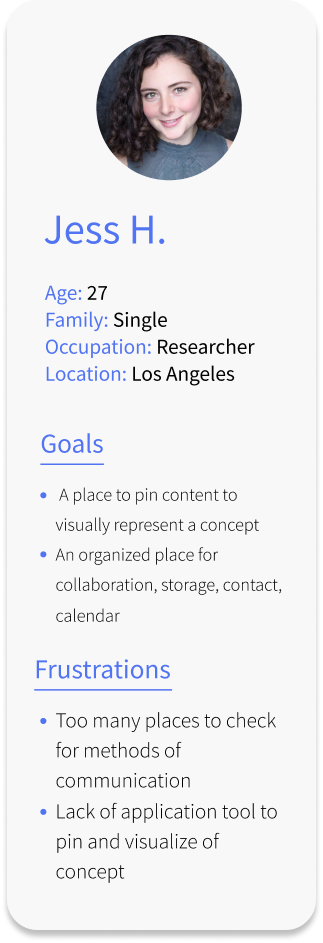 Jess H.
Age: 27
Family: Single
Occupation: Researcher
Location: Los Angeles
Goals
• A place to pin content to
visually represent a concept
• An organized place for
collaboration, storage, contact,
calendar
Frustrations
• Too many places to check
for methods of
communication
• Lack of application tool to
pin and visualize of
concept